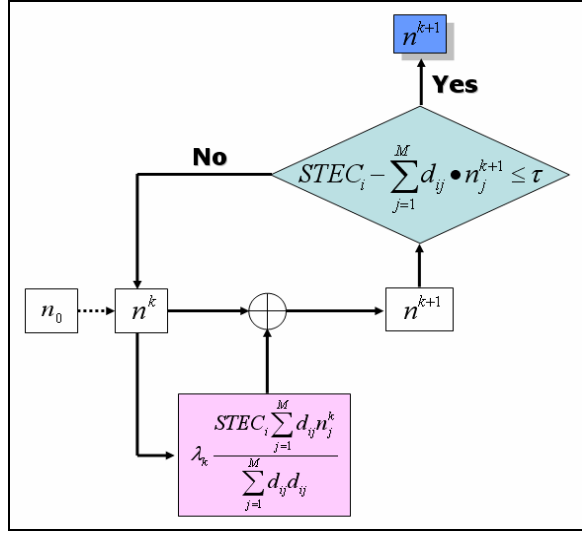 n^{k+1}
Yes
No
STEC_i − \sum_{j=1}^{M} d_{ij} • n_j^{k+1} ≤ τ
n_0
n^k
n^{k+1}
λ_k \frac{STEC_i \sum_{j=1}^{M} d_{ij} n_j^k}{\sum_{j=1}^{M} d_{ij} d_{ij}}